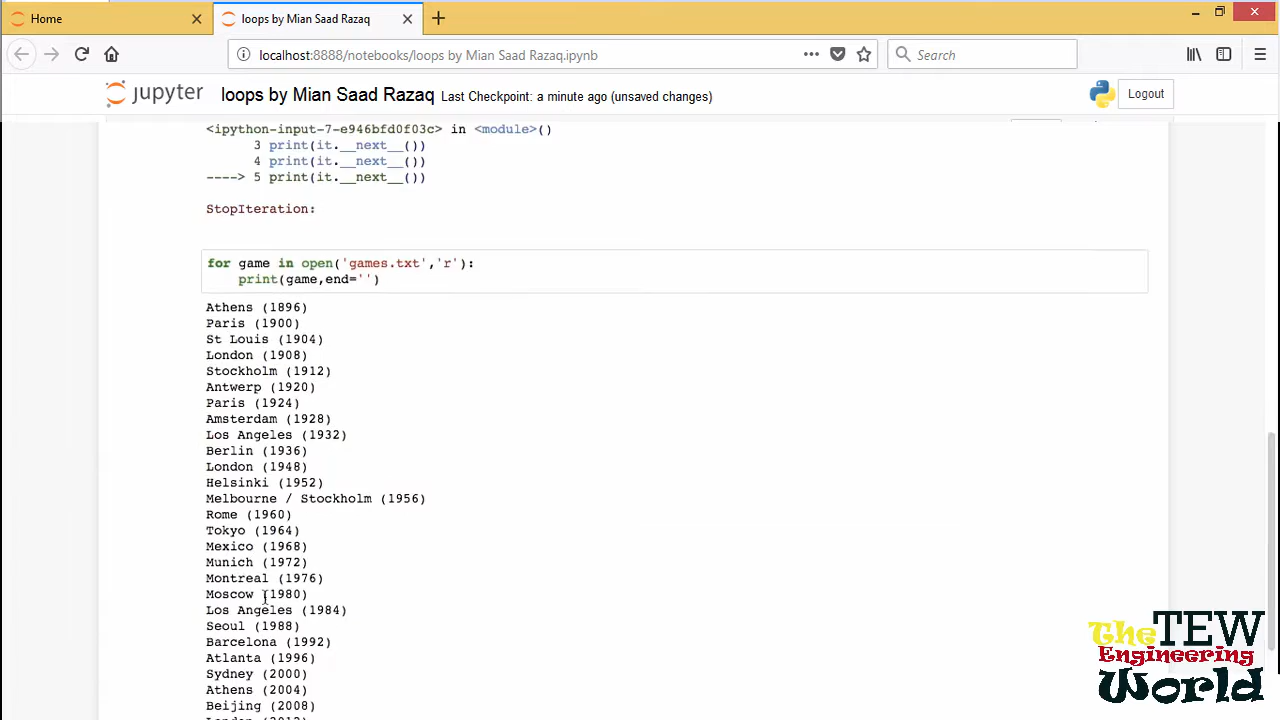 Home
loops by Mian Saad Razaq
localhost:8888/notebooks/loops by Mian Saad Razaq.ipynb
Search
jupyter loops by Mian Saad Razaq Last Checkpoint: a minute ago (unsaved changes)
Logout
<ipython-input-7-e946bfd0f03c> in <module>()
3 print(it.__next__())
4 print(it.__next__())
----> 5 print(it.__next__())
StopIteration:
for game in open('games.txt','r'):
print(game,end='')
Athens (1896)
Paris (1900)
St Louis (1904)
London (1908)
Stockholm (1912)
Antwerp (1920)
Paris (1924)
Amsterdam (1928)
Los Angeles (1932)
Berlin (1936)
London (1948)
Helsinki (1952)
Melbourne / Stockholm (1956)
Rome (1960)
Tokyo (1964)
Mexico (1968)
Munich (1972)
Montreal (1976)
Moscow (1980)
Los Angeles (1984)
Seoul (1988)
Barcelona (1992)
Atlanta (1996)
Sydney (2000)
Athens (2004)
Beijing (2008)
The TEW
Engineering
World